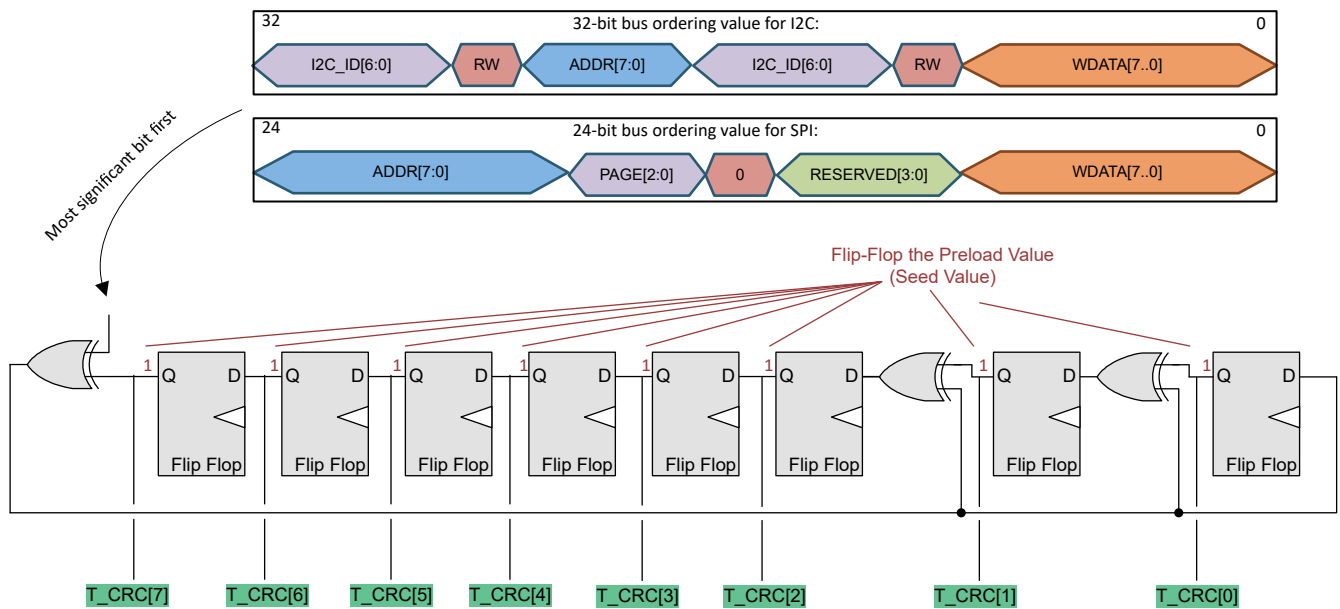 32
32-bit bus ordering value for I2C:
0
I2C_ID[6:0]
RW
ADDR[7:0]
I2C_ID[6:0]
RW
WDATA[7..0]
24
24-bit bus ordering value for SPI:
0
ADDR[7:0]
PAGE[2:0]
0
RESERVED[3:0]
WDATA[7..0]
Most significant bit first
Flip-Flop the Preload Value
(Seed Value)
1
Q
D
Flip Flop
1
Q
D
Flip Flop
1
Q
D
Flip Flop
1
Q
D
Flip Flop
1
Q
D
Flip Flop
1
Q
D
Flip Flop
1
Q
D
Flip Flop
1
Q
D
Flip Flop
T_CRC[7]
T_CRC[6]
T_CRC[5]
T_CRC[4]
T_CRC[3]
T_CRC[2]
T_CRC[1]
T_CRC[0]